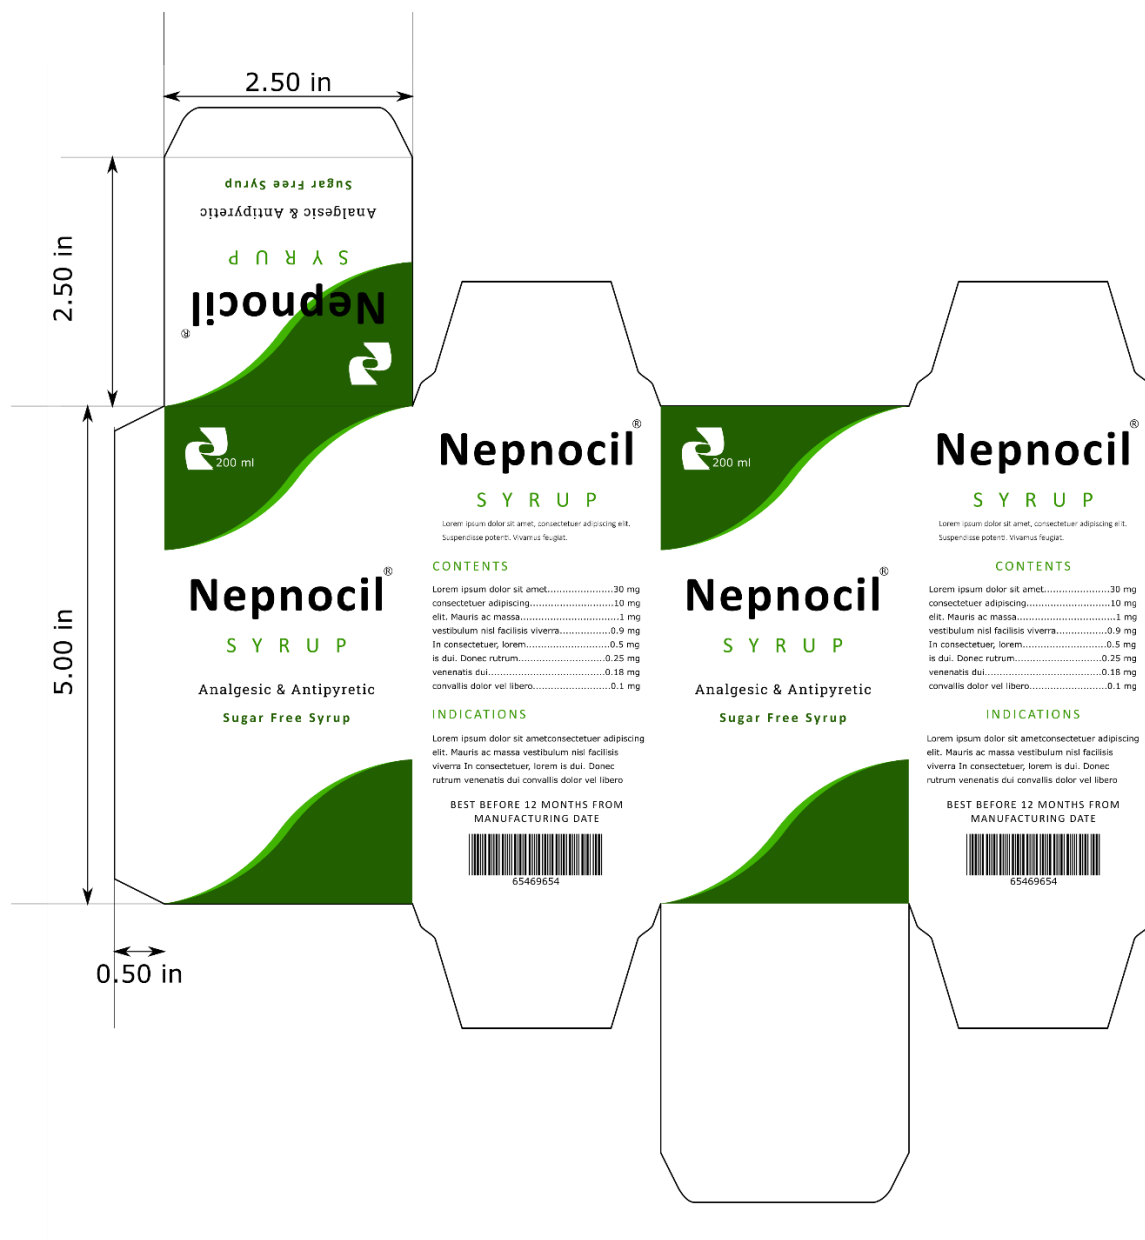 2.50 in
2.50 in
Sugar Free Syrup
Analgesic & Antipyretic
SYRUP
Nepnocil®
5.00 in
0.50 in
200 ml
Nepnocil®
SYRUP
Analgesic & Antipyretic
Sugar Free Syrup
Nepnocil®
SYRUP
Lorem ipsum dolor sit amet, consectetuer adipiscing elit.
Suspendisse potenti. Vivamus feugiat.
CONTENTS
Lorem ipsum dolor sit amet......................30 mg
consectetuer adipiscing............................10 mg
elit. Mauris ac massa.................................1 mg
vestibulum nisl facilisis viverra.................0.9 mg
In consectetuer, lorem............................0.5 mg
is dui. Donec rutrum.............................0.25 mg
venenatis dui.......................................0.18 mg
convallis dolor vel libero..........................0.1 mg
INDICATIONS
Lorem ipsum dolor sit ametconsectetuer adipiscing
elit. Mauris ac massa vestibulum nisl facilisis
viverra In consectetuer, lorem is dui. Donec
rutrum venenatis dui convallis dolor vel libero
BEST BEFORE 12 MONTHS FROM
MANUFACTURING DATE
65469654
200 ml
Nepnocil®
SYRUP
Analgesic & Antipyretic
Sugar Free Syrup
Nepnocil®
SYRUP
Lorem ipsum dolor sit amet, consectetuer adipiscing elit.
Suspendisse potenti. Vivamus feugiat.
CONTENTS
Lorem ipsum dolor sit amet......................30 mg
consectetuer adipiscing............................10 mg
elit. Mauris ac massa.................................1 mg
vestibulum nisl facilisis viverra.................0.9 mg
In consectetuer, lorem............................0.5 mg
is dui. Donec rutrum.............................0.25 mg
venenatis dui.......................................0.18 mg
convallis dolor vel libero..........................0.1 mg
INDICATIONS
Lorem ipsum dolor sit ametconsectetuer adipiscing
elit. Mauris ac massa vestibulum nisl facilisis
viverra In consectetuer, lorem is dui. Donec
rutrum venenatis dui convallis dolor vel libero
BEST BEFORE 12 MONTHS FROM
MANUFACTURING DATE
65469654